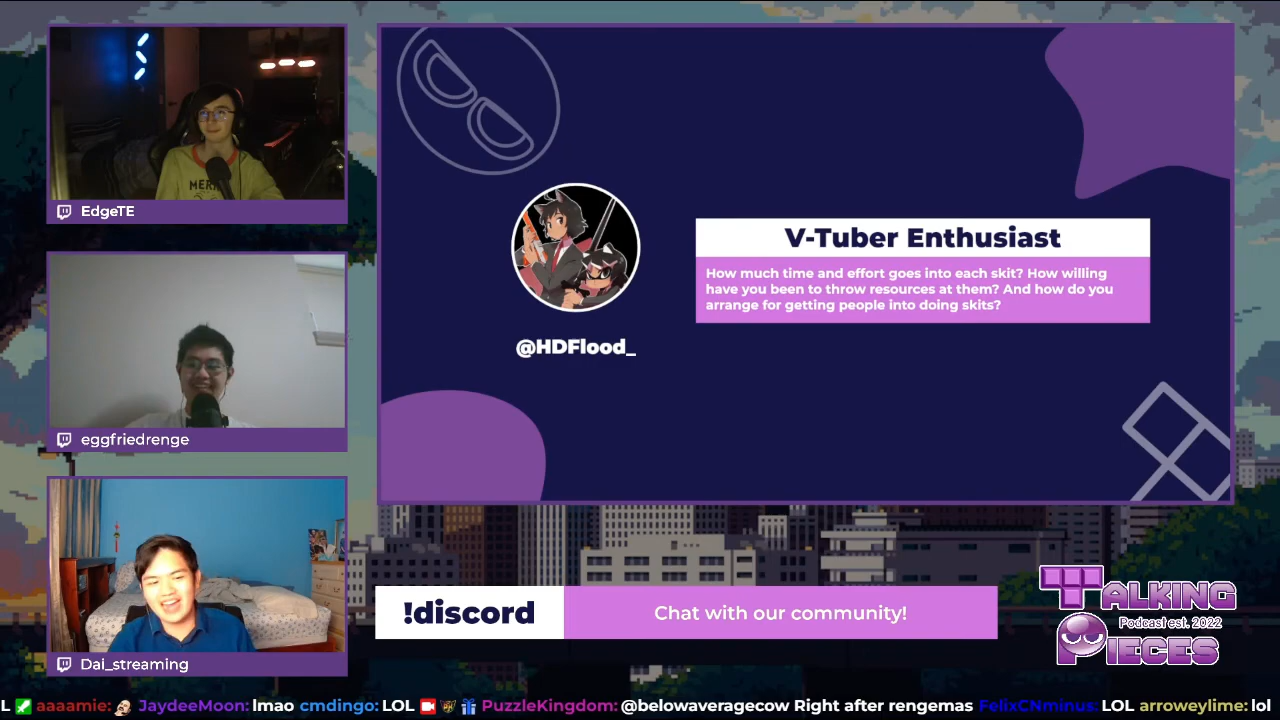 MER
EdgeTE
eggfriedrenge
Dai_streaming
@HDFlood_
V-Tuber Enthusiast
How much time and effort goes into each skit? How willing
have you been to throw resources at them? And how do you
arrange for getting people into doing skits?
!discord
Chat with our community!
TALKING
Podcast est. 2022
PIECES
L aaaamie: JaydeeMoon: lmao cmdingo: LOL PuzzleKingdom: @belowaveragecow Right after rengemas FelixCNminus: LOL arroweylime: lol